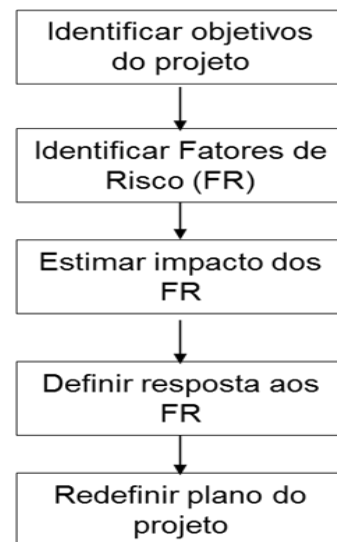 Identificar objetivos
do projeto
Identificar Fatores de
Risco (FR)
Estimar impacto dos
FR
Definir resposta aos
FR
Redefinir plano do
projeto